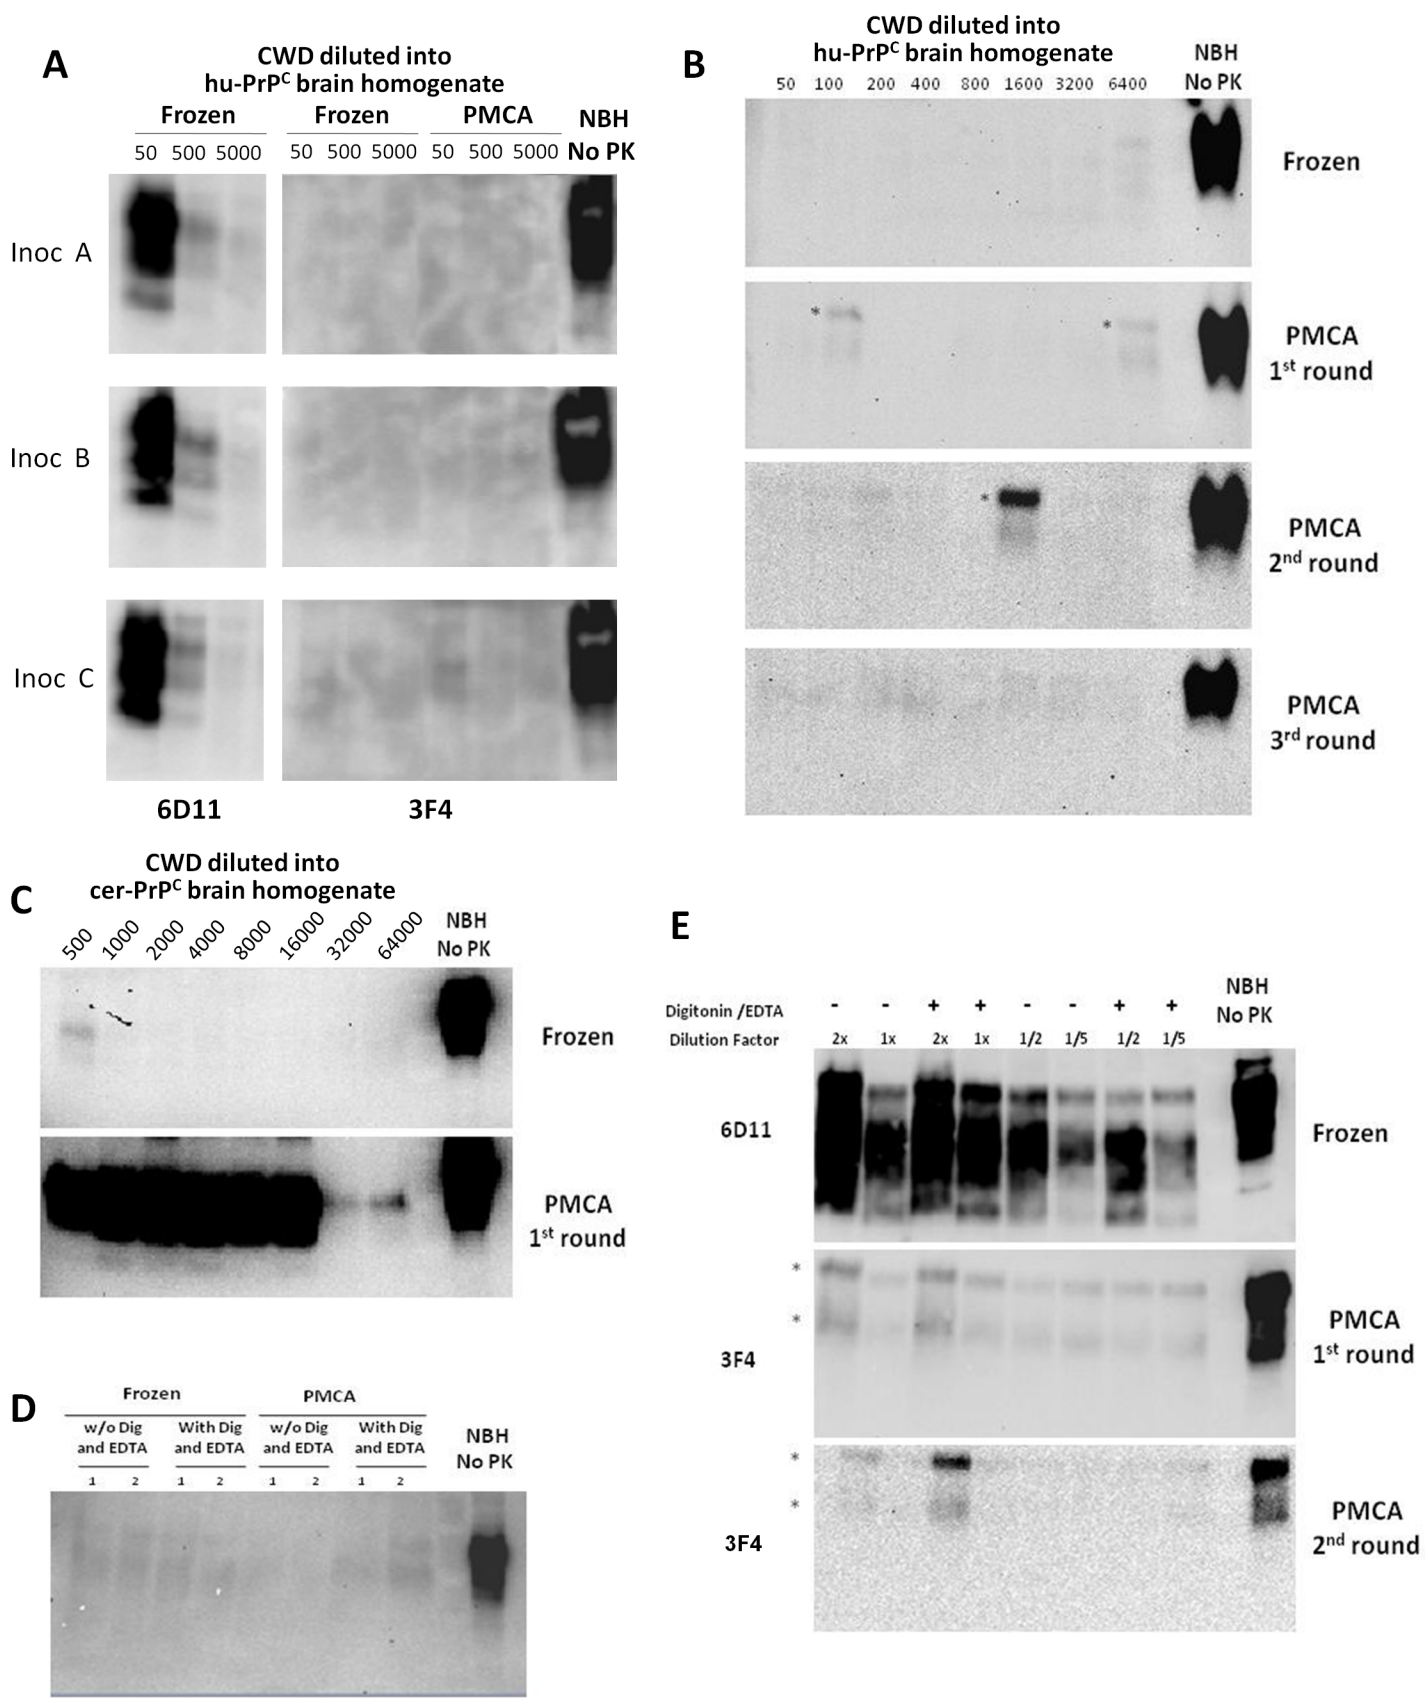 A
CWD diluted into
hu-PrPᶜ brain homogenate
Frozen Frozen PMCA NBH
50 500 5000 50 500 5000 50 500 5000 No PK
Inoc A
Inoc B
Inoc C
6D11 3F4
B
CWD diluted into
hu-PrPᶜ brain homogenate
NBH
No PK
50 100 200 400 800 1600 3200 6400
Frozen
*
*
PMCA
1st round
*
PMCA
2nd round
PMCA
3rd round
C
CWD diluted into
cer-PrPᶜ brain homogenate
500 1000 2000 4000 8000 16000 32000 64000
NBH
No PK
Frozen
PMCA
1st round
D
Frozen PMCA
w/o Dig and EDTA With Dig and EDTA w/o Dig and EDTA With Dig and EDTA
NBH
No PK
1 2 1 2 1 2 1 2
E
NBH
No PK
Digitonin /EDTA - - + + - - + +
Dilution Factor 2x 1x 2x 1x 1/2 1/5 1/2 1/5
6D11
Frozen
*
*
3F4
PMCA
1st round
*
*
3F4
PMCA
2nd round